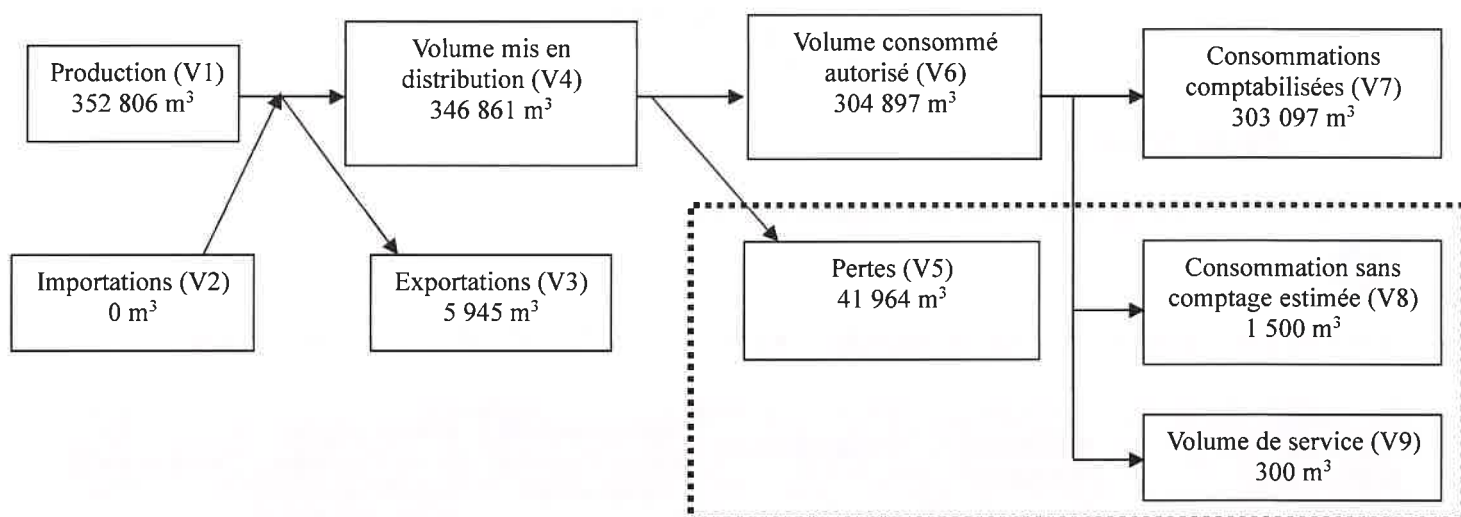 Production (V1)
352 806 m³
Volume mis en
distribution (V4)
346 861 m³
Volume consommé
autorisé (V6)
304 897 m³
Consommations
comptabilisées (V7)
303 097 m³
Importations (V2)
0 m³
Exportations (V3)
5 945 m³
Pertes (V5)
41 964 m³
Consommation sans
comptage estimée (V8)
1 500 m³
Volume de service (V9)
300 m³